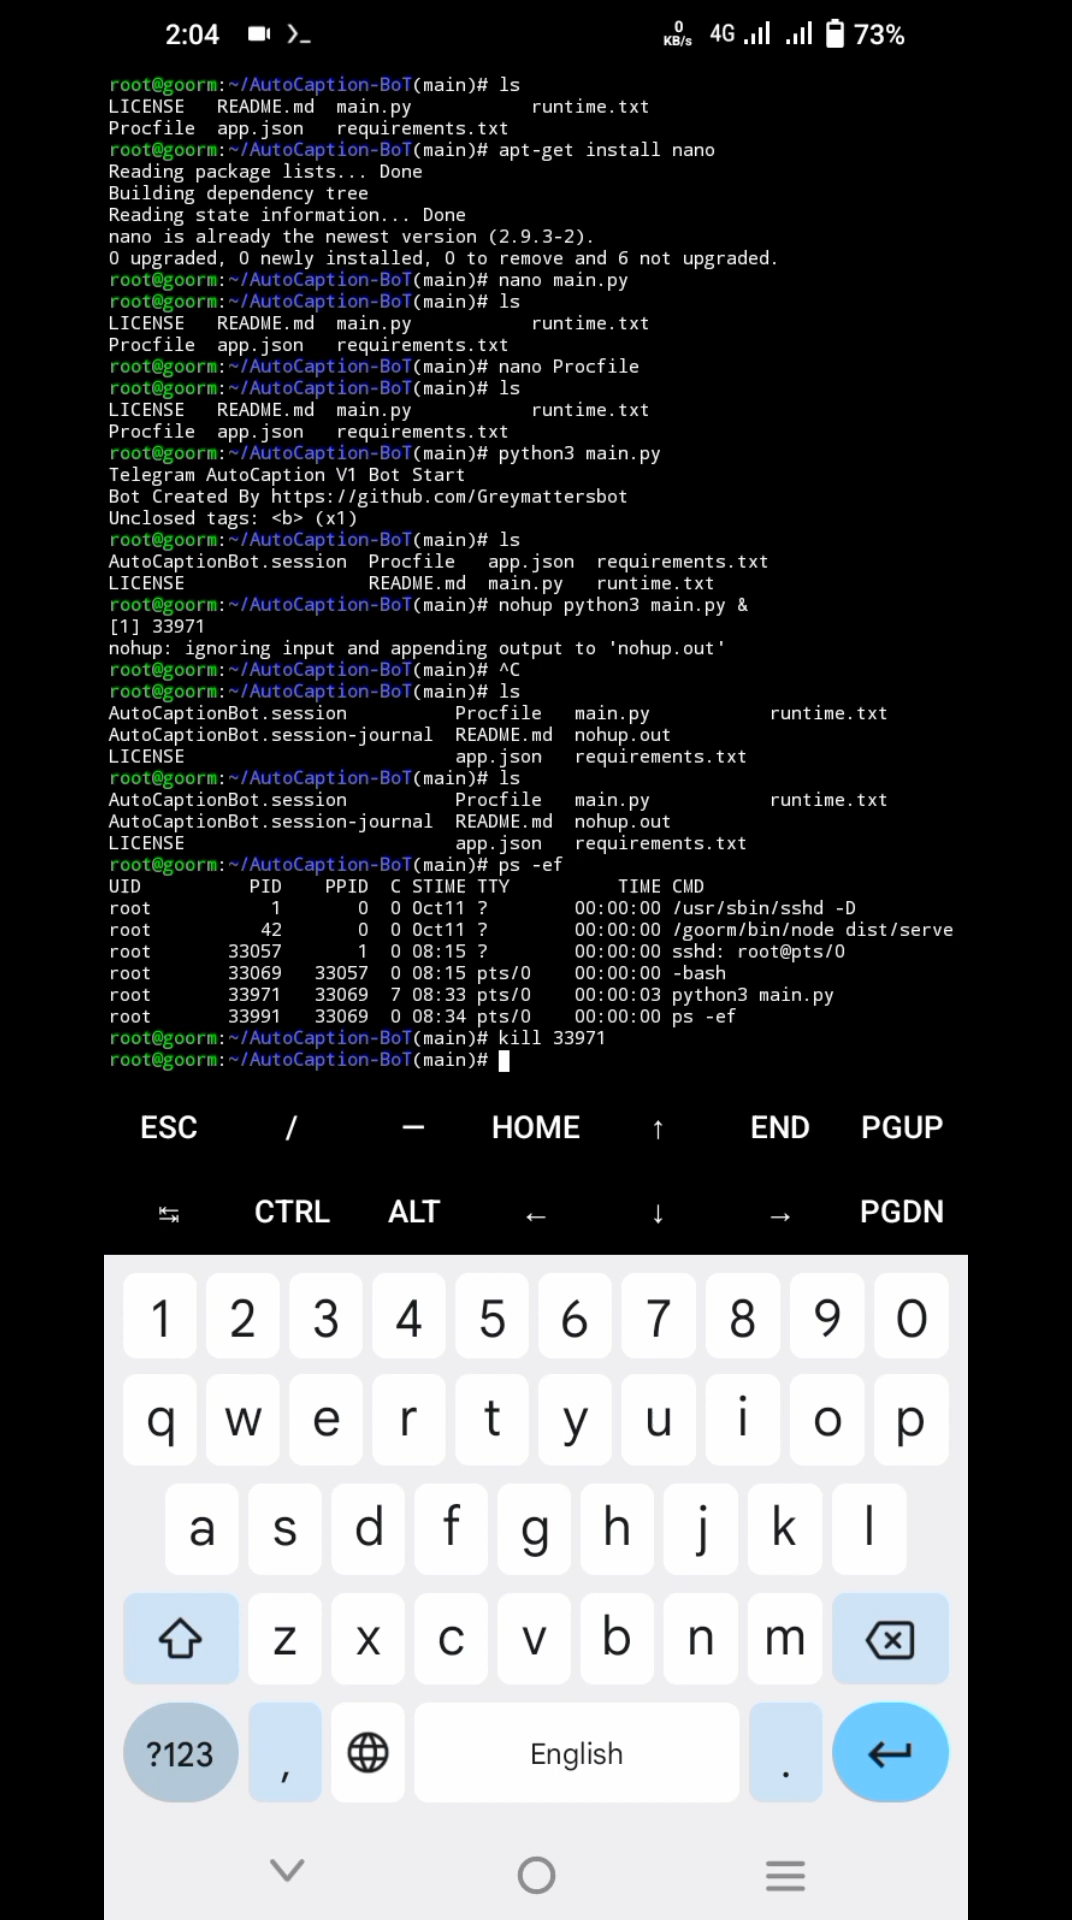 2:04 0 KB/s 4G 73%
root@goorm:~/AutoCaption-BoT(main)# ls
LICENSE   README.md  main.py           runtime.txt
Procfile  app.json   requirements.txt
root@goorm:~/AutoCaption-BoT(main)# apt-get install nano
Reading package lists... Done
Building dependency tree
Reading state information... Done
nano is already the newest version (2.9.3-2).
0 upgraded, 0 newly installed, 0 to remove and 6 not upgraded.
root@goorm:~/AutoCaption-BoT(main)# nano main.py
root@goorm:~/AutoCaption-BoT(main)# ls
LICENSE   README.md  main.py           runtime.txt
Procfile  app.json   requirements.txt
root@goorm:~/AutoCaption-BoT(main)# nano Procfile
root@goorm:~/AutoCaption-BoT(main)# ls
LICENSE   README.md  main.py           runtime.txt
Procfile  app.json   requirements.txt
root@goorm:~/AutoCaption-BoT(main)# python3 main.py
Telegram AutoCaption V1 Bot Start
Bot Created By https://github.com/Greymattersbot
Unclosed tags: <b> (x1)
root@goorm:~/AutoCaption-BoT(main)# ls
AutoCaptionBot.session  Procfile   app.json  requirements.txt
LICENSE                 README.md  main.py   runtime.txt
root@goorm:~/AutoCaption-BoT(main)# nohup python3 main.py &
[1] 33971
nohup: ignoring input and appending output to 'nohup.out'
root@goorm:~/AutoCaption-BoT(main)# ^C
root@goorm:~/AutoCaption-BoT(main)# ls
AutoCaptionBot.session          Procfile   main.py           runtime.txt
AutoCaptionBot.session-journal  README.md  nohup.out
LICENSE                         app.json   requirements.txt
root@goorm:~/AutoCaption-BoT(main)# ls
AutoCaptionBot.session          Procfile   main.py           runtime.txt
AutoCaptionBot.session-journal  README.md  nohup.out
LICENSE                         app.json   requirements.txt
root@goorm:~/AutoCaption-BoT(main)# ps -ef
UID          PID    PPID  C STIME TTY          TIME CMD
root           1       0  0 Oct11 ?        00:00:00 /usr/sbin/sshd -D
root          42       0  0 Oct11 ?        00:00:00 /goorm/bin/node dist/serve
root       33057       1  0 08:15 ?        00:00:00 sshd: root@pts/0
root       33069   33057  0 08:15 pts/0    00:00:00 -bash
root       33971   33069  7 08:33 pts/0    00:00:03 python3 main.py
root       33991   33069  0 08:34 pts/0    00:00:00 ps -ef
root@goorm:~/AutoCaption-BoT(main)# kill 33971
root@goorm:~/AutoCaption-BoT(main)#
ESC / — HOME ↑ END PGUP
↹ CTRL ALT ← ↓ → PGDN
1 2 3 4 5 6 7 8 9 0
q w e r t y u i o p
a s d f g h j k l
z x c v b n m
?123 , English .